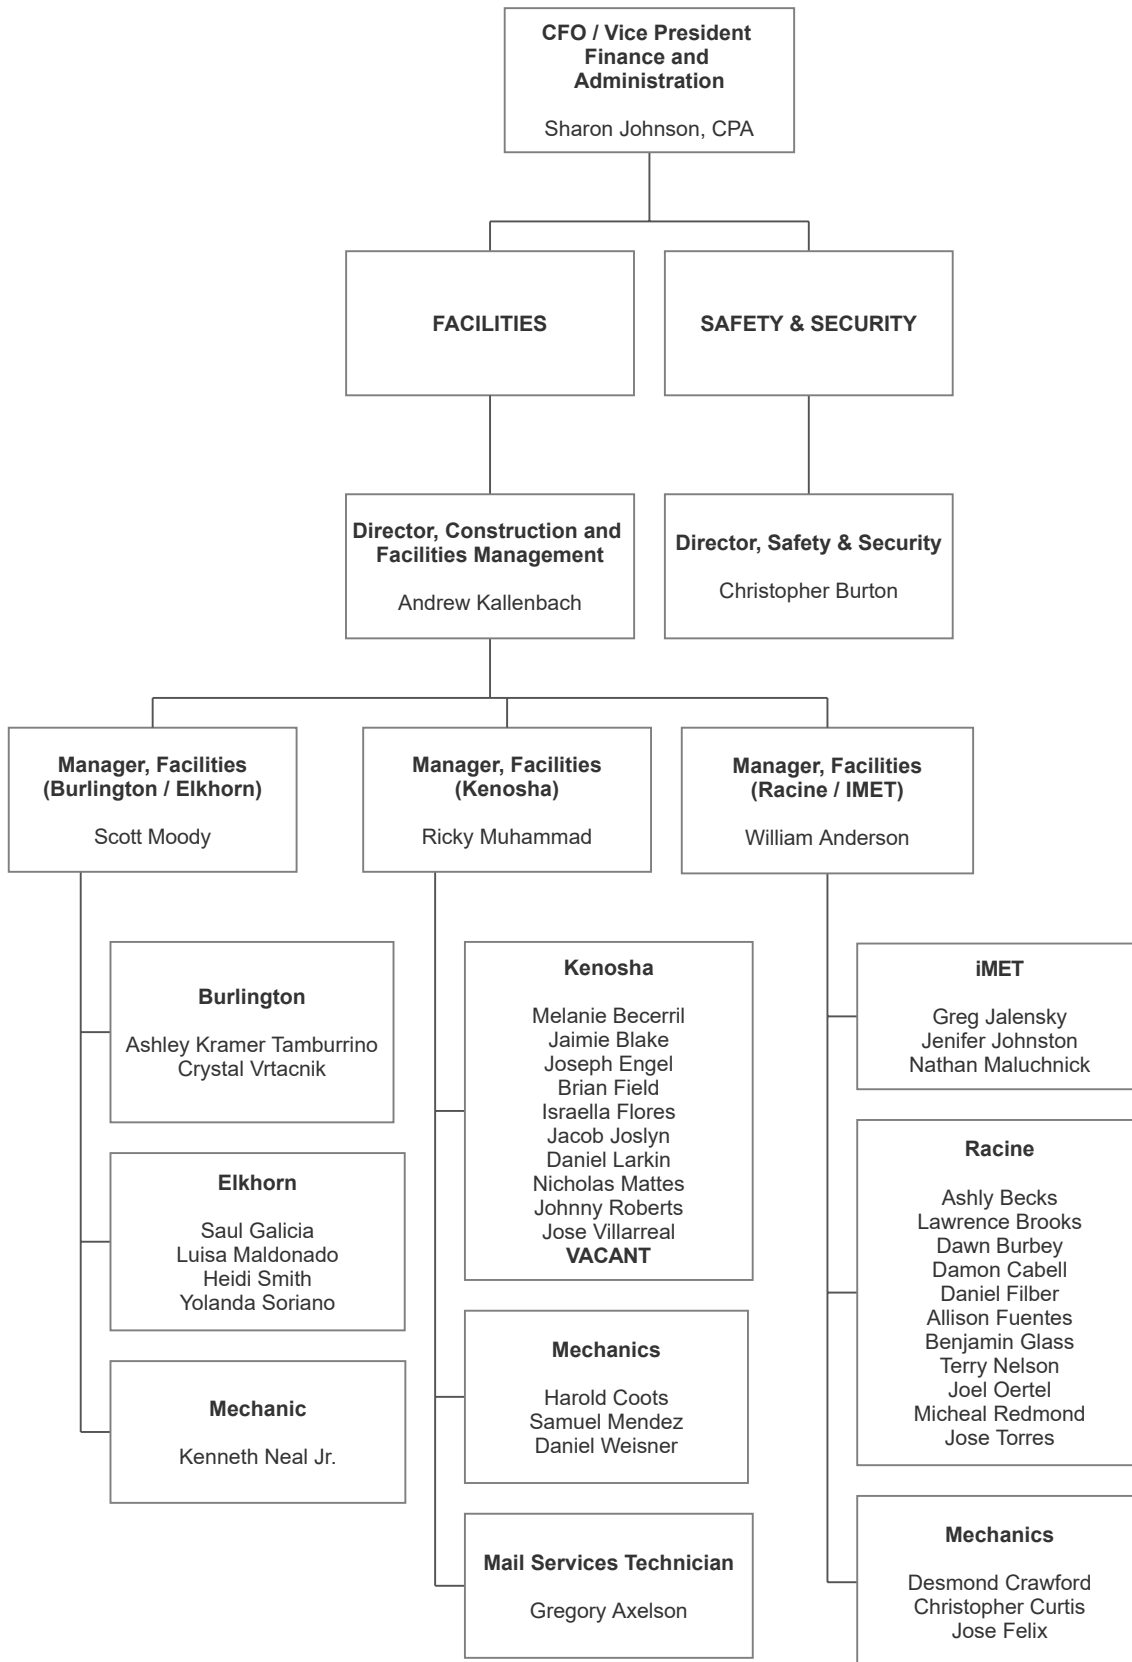 CFO / Vice President
Finance and
Administration
Sharon Johnson, CPA
FACILITIES
SAFETY & SECURITY
Director, Construction and
Facilities Management
Andrew Kallenbach
Director, Safety & Security
Christopher Burton
Manager, Facilities
(Burlington / Elkhorn)
Scott Moody
Manager, Facilities
(Kenosha)
Ricky Muhammad
Manager, Facilities
(Racine / IMET)
William Anderson
Burlington
Ashley Kramer Tamburrino
Crystal Vrtacnik
Elkhorn
Saul Galicia
Luisa Maldonado
Heidi Smith
Yolanda Soriano
Mechanic
Kenneth Neal Jr.
Kenosha
Melanie Becerril
Jaimie Blake
Joseph Engel
Brian Field
Israella Flores
Jacob Joslyn
Daniel Larkin
Nicholas Mattes
Johnny Roberts
Jose Villarreal
VACANT
Mechanics
Harold Coots
Samuel Mendez
Daniel Weisner
Mail Services Technician
Gregory Axelson
iMET
Greg Jalensky
Jenifer Johnston
Nathan Maluchnick
Racine
Ashly Becks
Lawrence Brooks
Dawn Burbey
Damon Cabell
Daniel Filber
Allison Fuentes
Benjamin Glass
Terry Nelson
Joel Oertel
Micheal Redmond
Jose Torres
Mechanics
Desmond Crawford
Christopher Curtis
Jose Felix